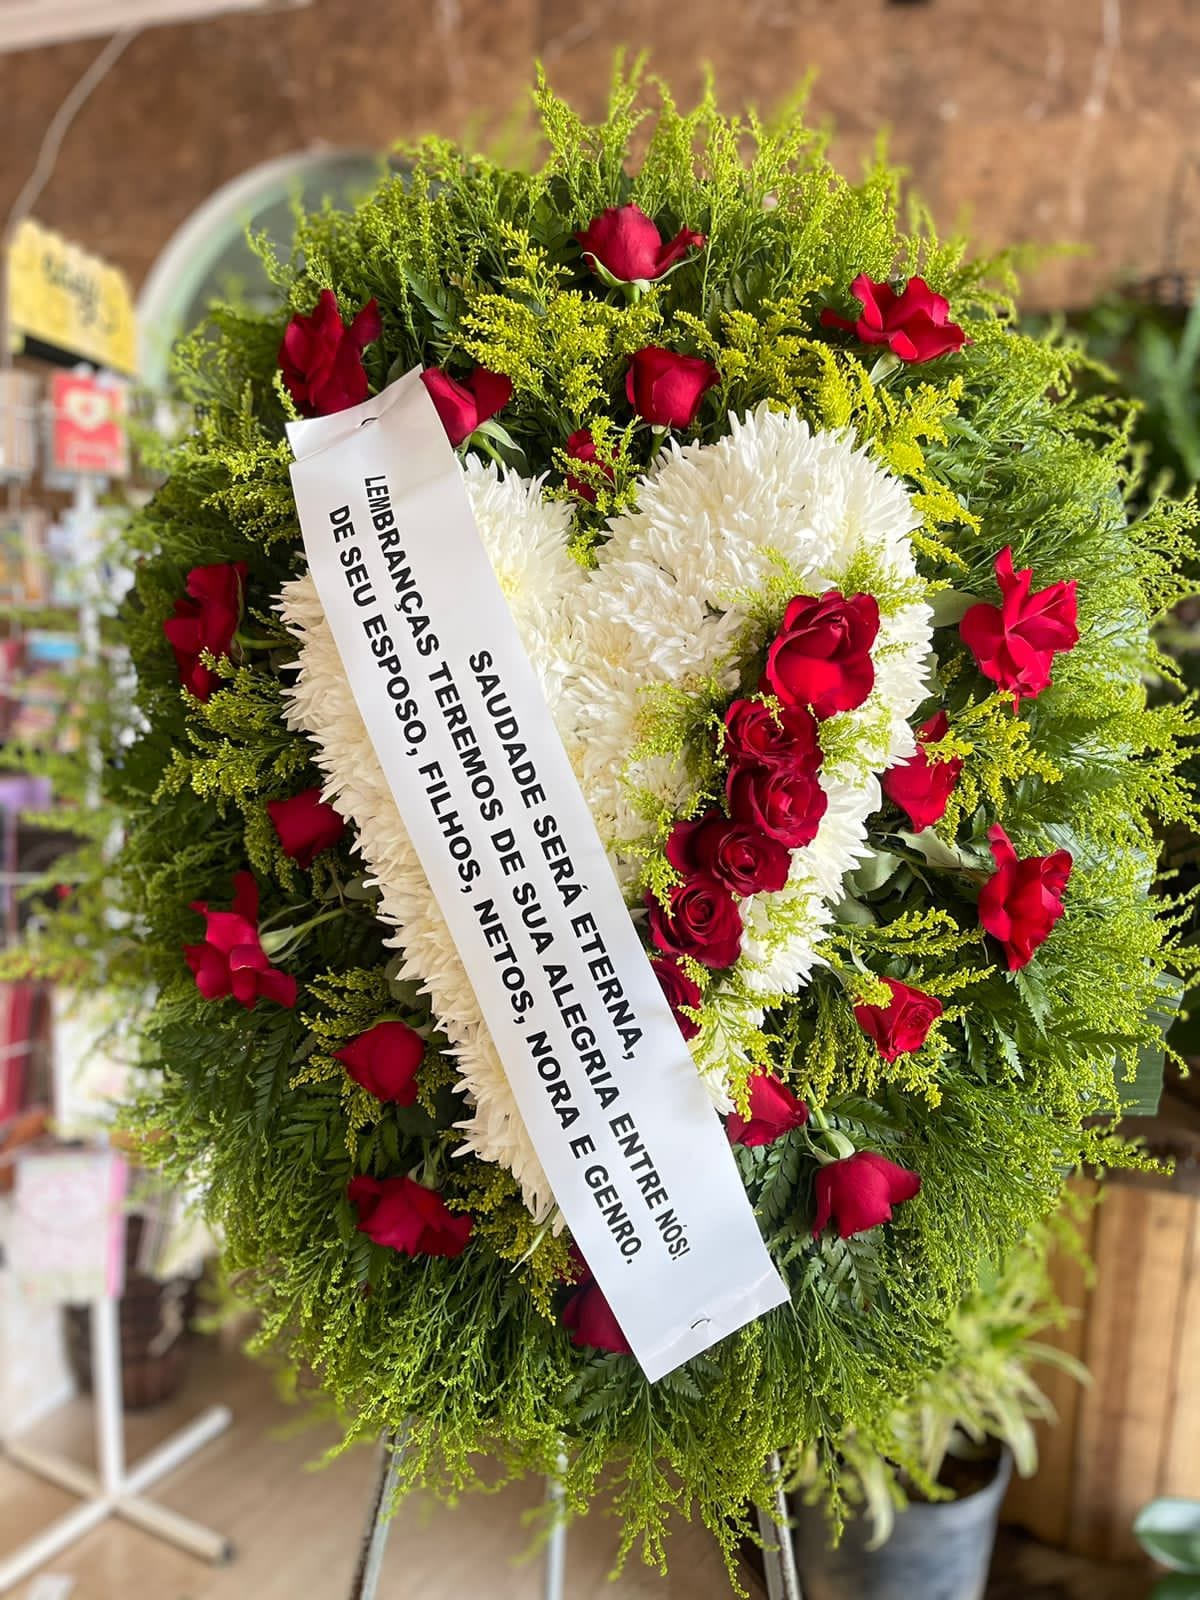 SAUDADE SERÁ ETERNA,
LEMBRANÇAS TEREMOS DE SUA ALEGRIA ENTRE NÓS!
DE SEU ESPOSO, FILHOS, NETOS, NORA E GENRO.